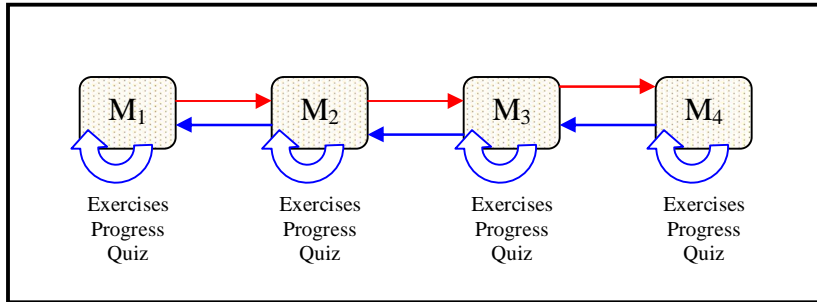 M₁ M₂ M₃ M₄
Exercises Exercises Exercises Exercises
Progress Progress Progress Progress
Quiz Quiz Quiz Quiz